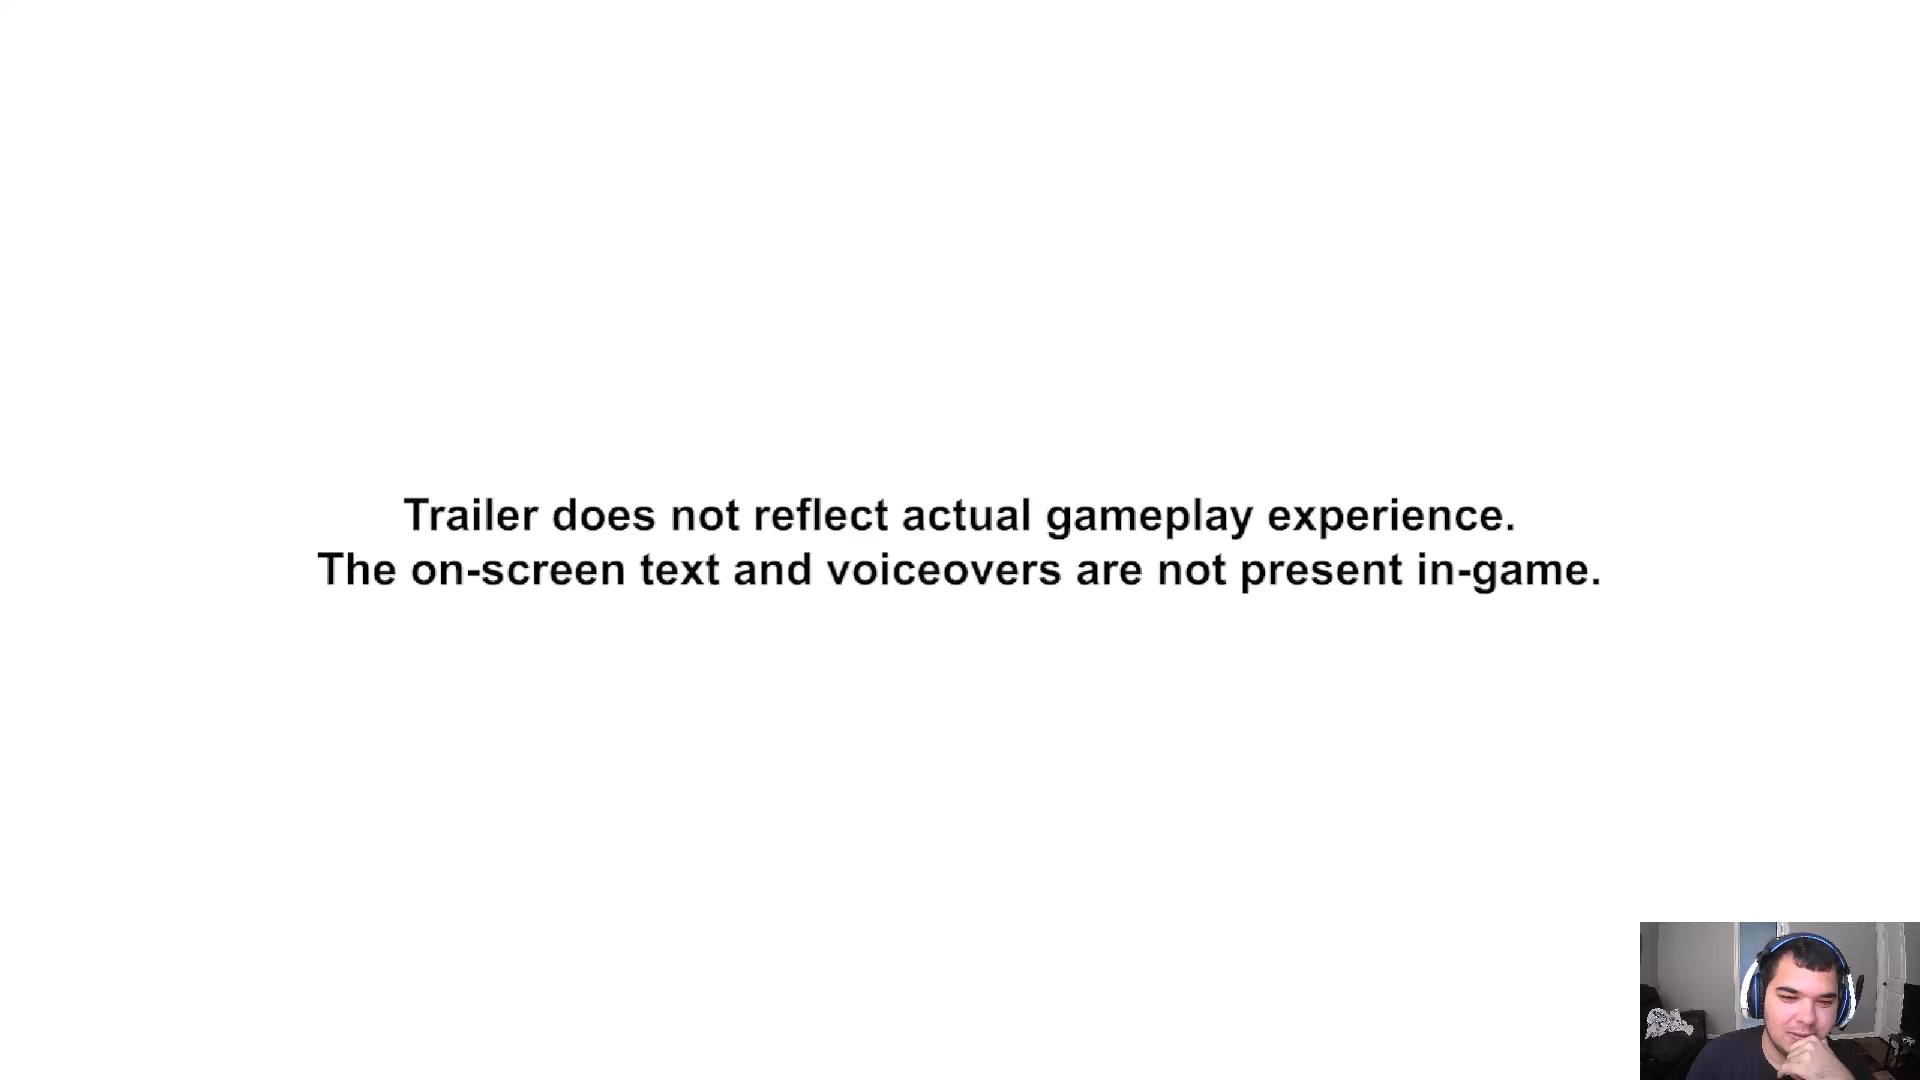 Trailer does not reflect actual gameplay experience.
The on-screen text and voiceovers are not present in-game.